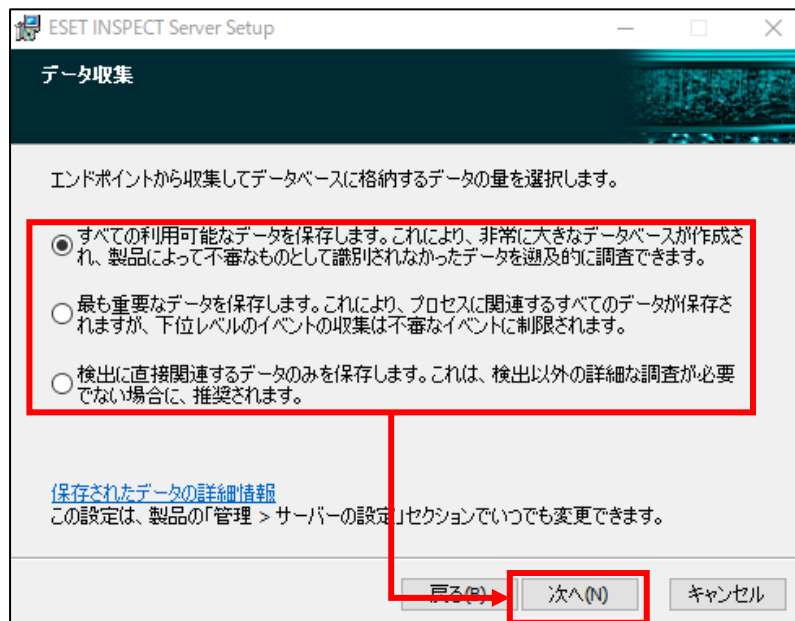 ESET INSPECT Server Setup
データ収集
エンドポイントから収集してデータベースに格納するデータの量を選択します。
すべての利用可能なデータを保存します。これにより、非常に大きなデータベースが作成さ
れ、製品によって不審なものとして識別されなかったデータを遡及的に調査できます。
最も重要なデータを保存します。これにより、プロセスに関連するすべてのデータが保存さ
れますが、下位レベルのイベントの収集は不審なイベントに制限されます。
検出に直接関連するデータのみを保存します。これは、検出以外の詳細な調査が必要
でない場合に、推奨されます。
保存されたデータの詳細情報
この設定は、製品の「管理 > サーバーの設定」セクションでいつでも変更できます。
戻る(B) 次へ(N) キャンセル